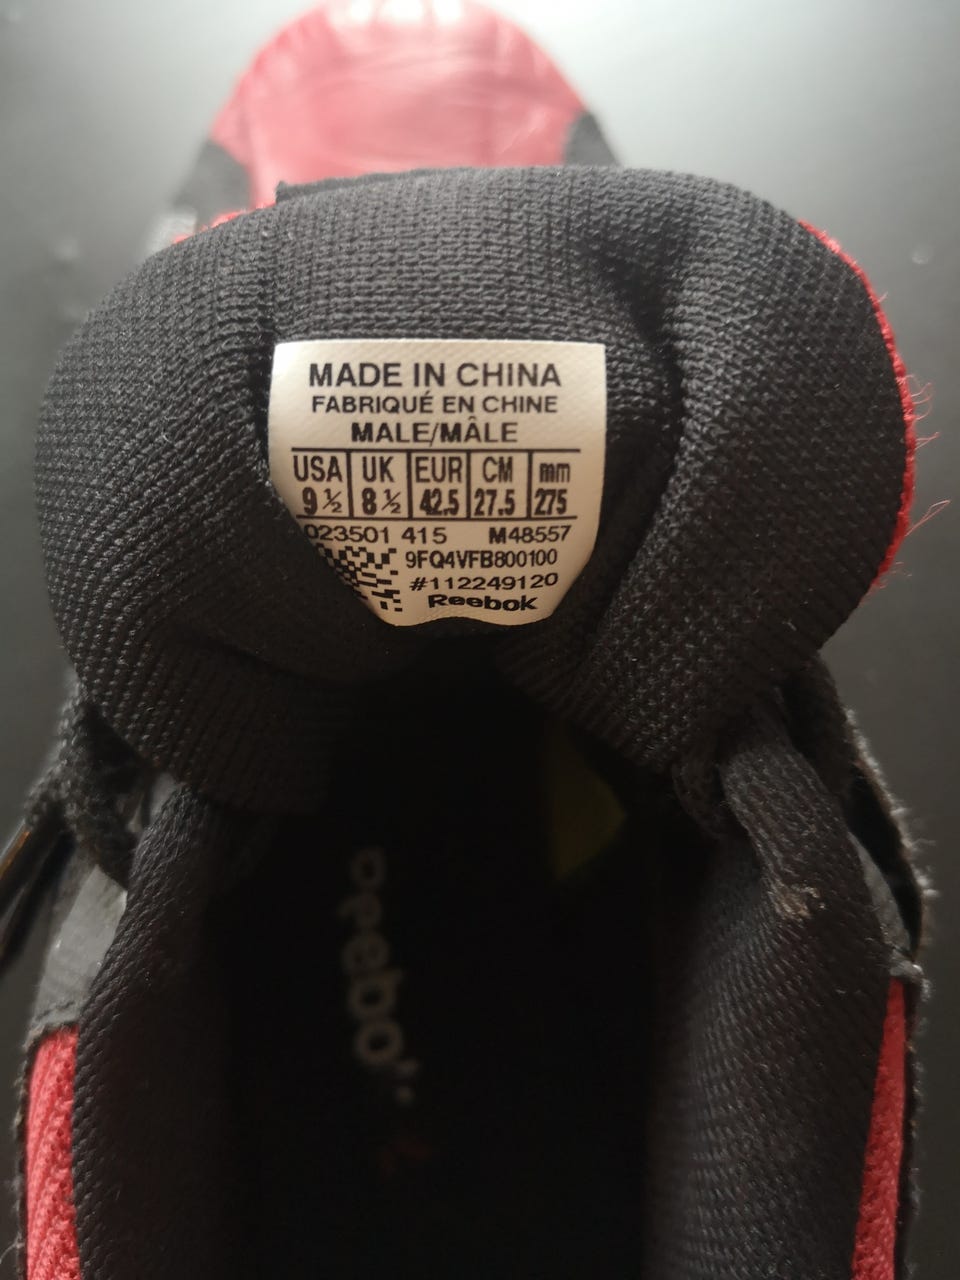 MADE IN CHINA
FABRIQUÉ EN CHINE
MALE/MÂLE
USA UK EUR CM mm
9 ½ 8 ½ 42.5 27.5 275
023501 415 M48557
9FQ4VFB800100
#112249120
Reebok
Reebok